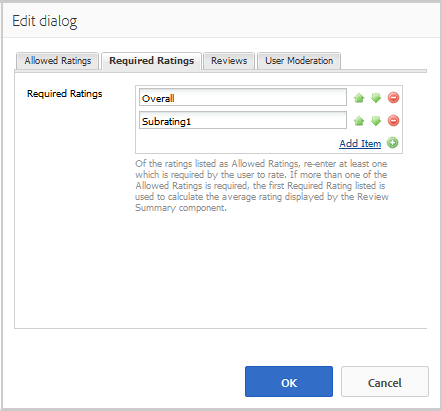 Edit dialog
Allowed Ratings Required Ratings Reviews User Moderation
Required Ratings Overall
Subrating1
Add Item
Of the ratings listed as Allowed Ratings, re-enter at least one
which is required by the user to rate. If more than one of the
Allowed Ratings is required, the first Required Rating listed is
used to calculate the average rating displayed by the Review
Summary component.
OK Cancel